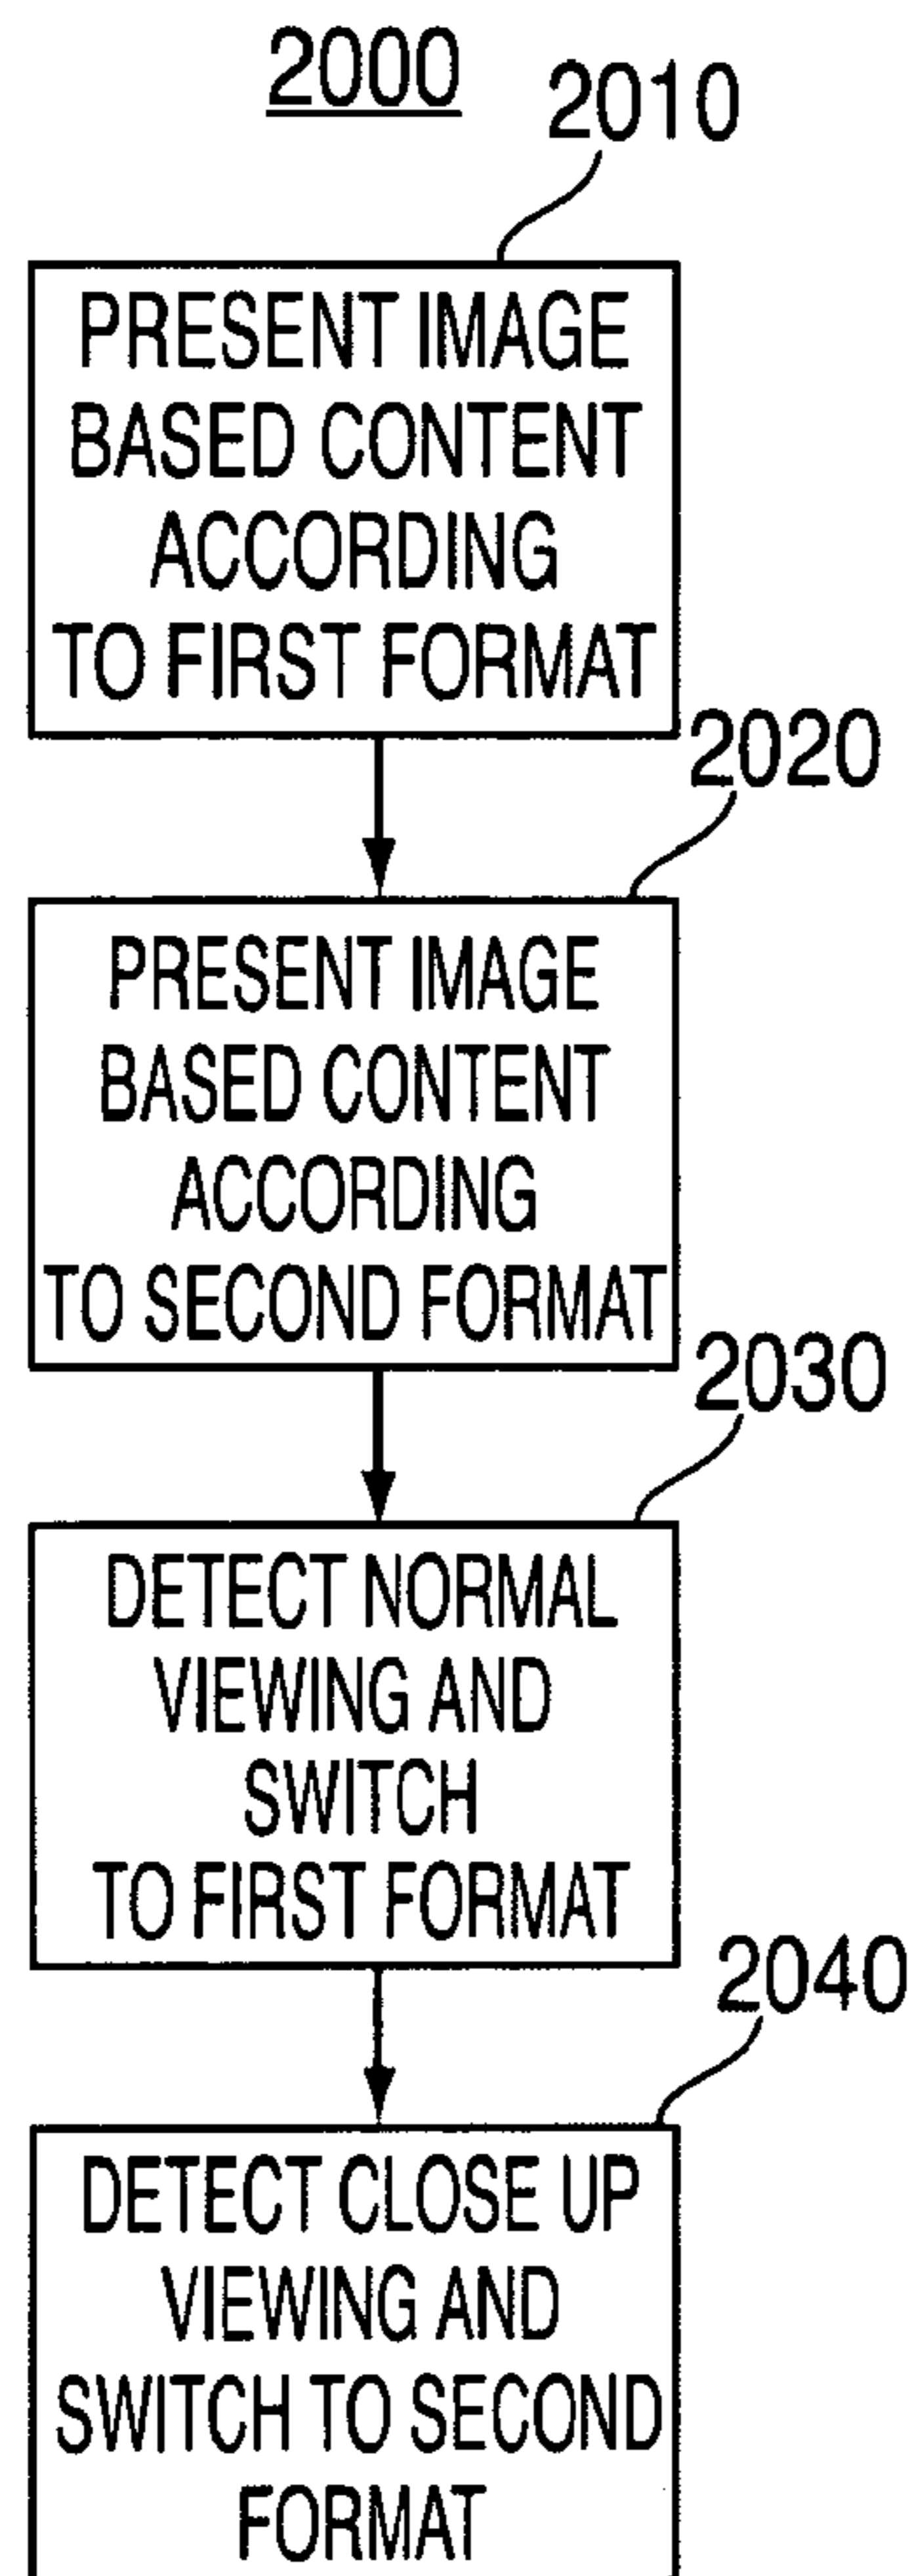 2000
2010
PRESENT IMAGE
BASED CONTENT
ACCORDING
TO FIRST FORMAT
2020
PRESENT IMAGE
BASED CONTENT
ACCORDING
TO SECOND FORMAT
2030
DETECT NORMAL
VIEWING AND
SWITCH
TO FIRST FORMAT
2040
DETECT CLOSE UP
VIEWING AND
SWITCH TO SECOND
FORMAT